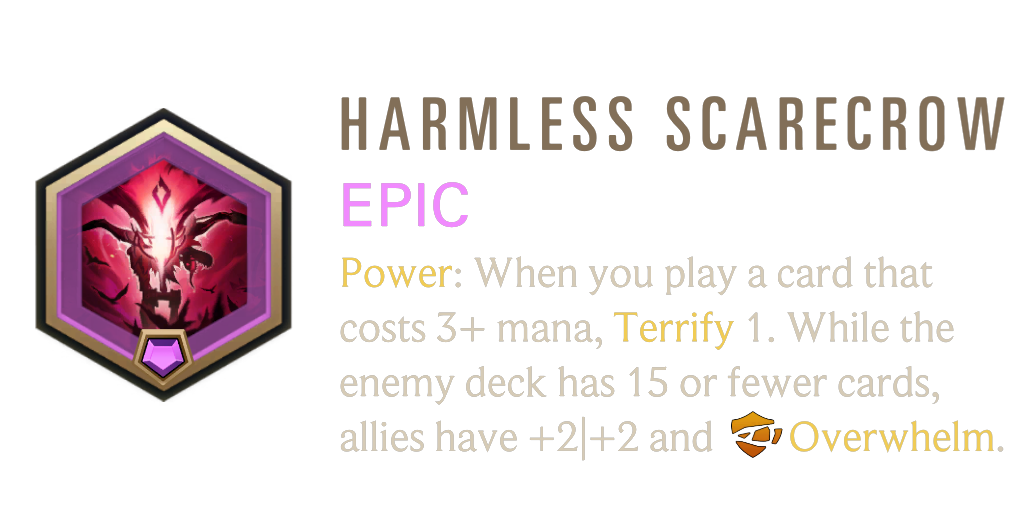 HARMLESS SCARECROW
EPIC
Power: When you play a card that
costs 3+ mana, Terrify 1. While the
enemy deck has 15 or fewer cards,
allies have +2|+2 and Overwhelm.